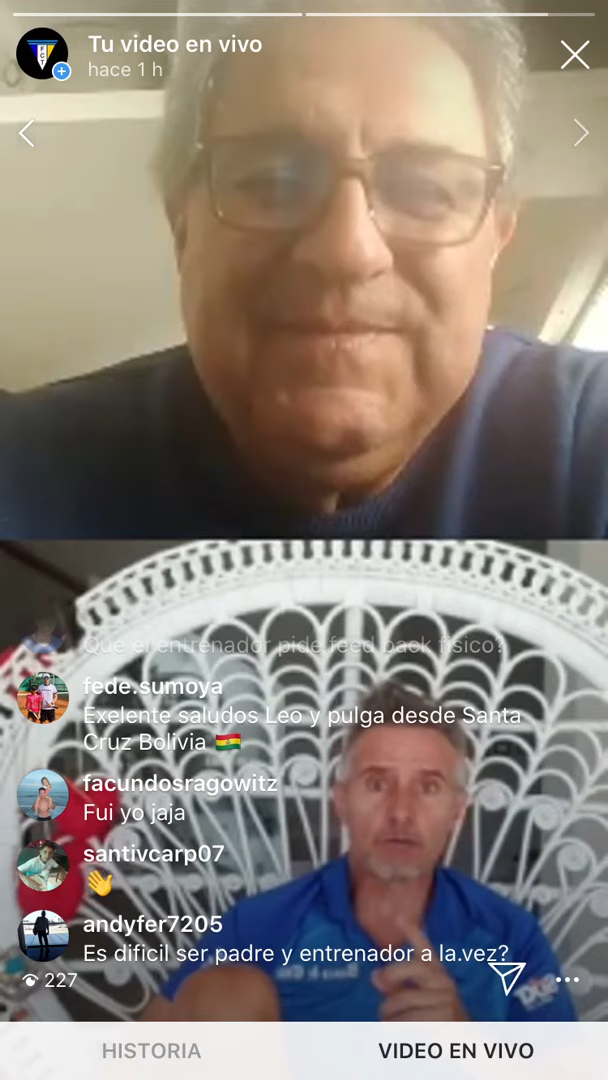 Tu video en vivo
hace 1 h
FCT
Que el entrenador pide feed back fisico?
fede.sumoya
Exelente saludos Leo y pulga desde Santa
Cruz Bolivia 🇧🇴
facundosragowitz
Fui yo jaja
santivcarp07
👋
andyfer7205
Es dificil ser padre y entrenador a la.vez?
227
HISTORIA
VIDEO EN VIVO